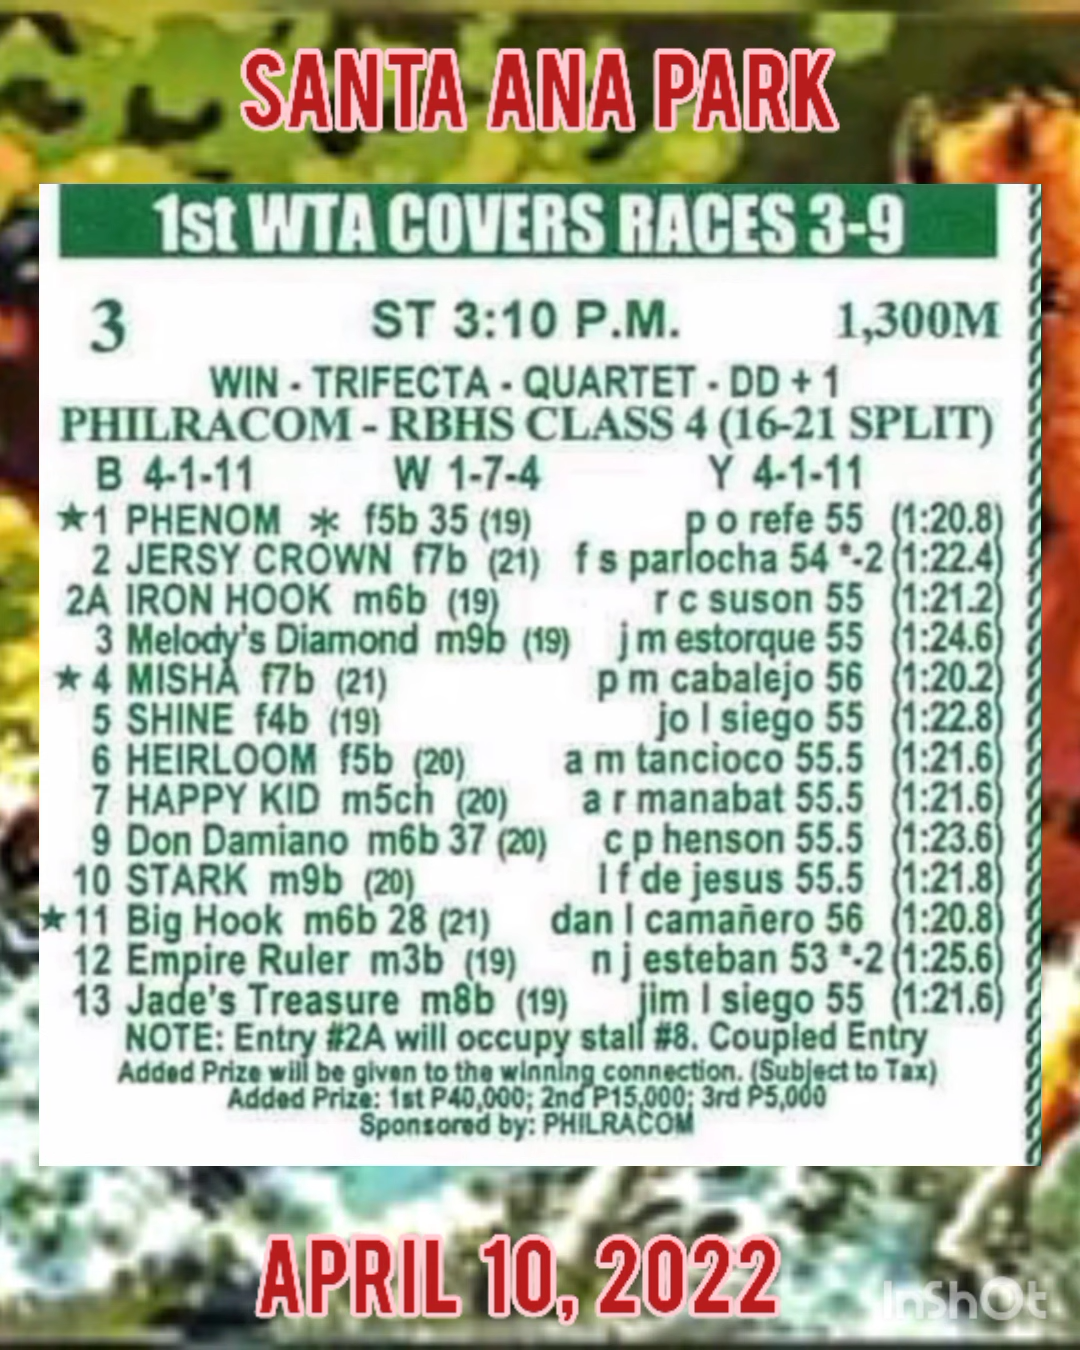 SANTA ANA PARK
1st WTA COVERS RACES 3-9
3 ST 3:10 P.M. 1,300M
WIN - TRIFECTA - QUARTET - DD + 1
PHILRACOM - RBHS CLASS 4 (16-21 SPLIT)
B 4-1-11 W 1-7-4 Y 4-1-11
★1 PHENOM * f5b 35 (19) p o refe 55 (1:20.8)
2 JERSY CROWN f7b (21) f s parlocha 54 *-2 (1:22.4)
2A IRON HOOK m6b (19) r c suson 55 (1:21.2)
3 Melody's Diamond m9b (19) j m estorque 55 (1:24.6)
★4 MISHA f7b (21) p m cabalejo 56 (1:20.2)
5 SHINE f4b (19) jo l siego 55 (1:22.8)
6 HEIRLOOM f5b (20) a m tancioco 55.5 (1:21.6)
7 HAPPY KID m5ch (20) a r manabat 55.5 (1:21.6)
9 Don Damiano m6b 37 (20) c p henson 55.5 (1:23.6)
10 STARK m9b (20) l f de jesus 55.5 (1:21.8)
★11 Big Hook m6b 28 (21) dan l camañero 56 (1:20.8)
12 Empire Ruler m3b (19) n j esteban 53 *-2 (1:25.6)
13 Jade's Treasure m8b (19) jim l siego 55 (1:21.6)
NOTE: Entry #2A will occupy stall #8. Coupled Entry
Added Prize will be given to the winning connection. (Subject to Tax)
Added Prize: 1st P40,000; 2nd P15,000; 3rd P5,000
Sponsored by: PHILRACOM
APRIL 10, 2022
InShOt